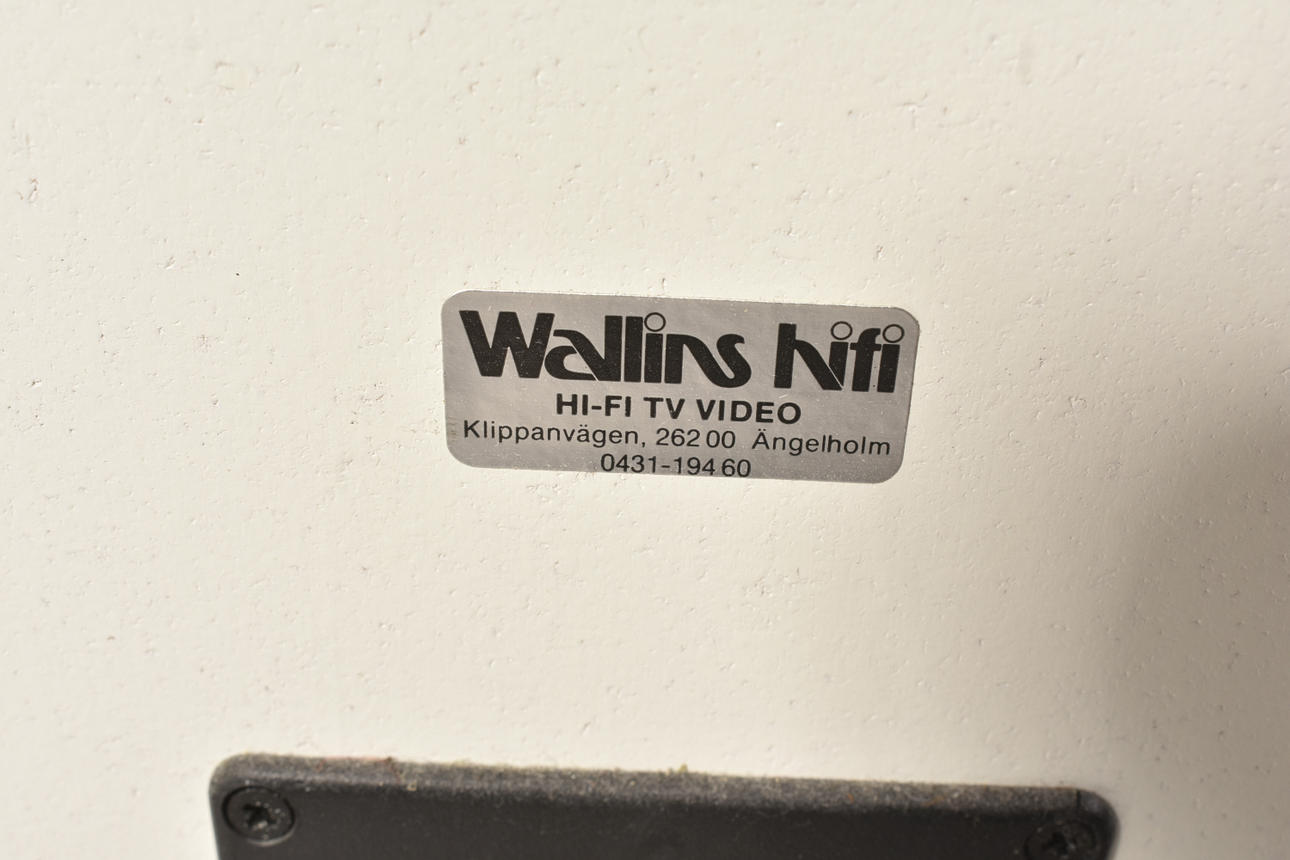 Wallins hifi
HI-FI TV VIDEO
Klippanvägen, 262 00 Ängelholm
0431-194 60